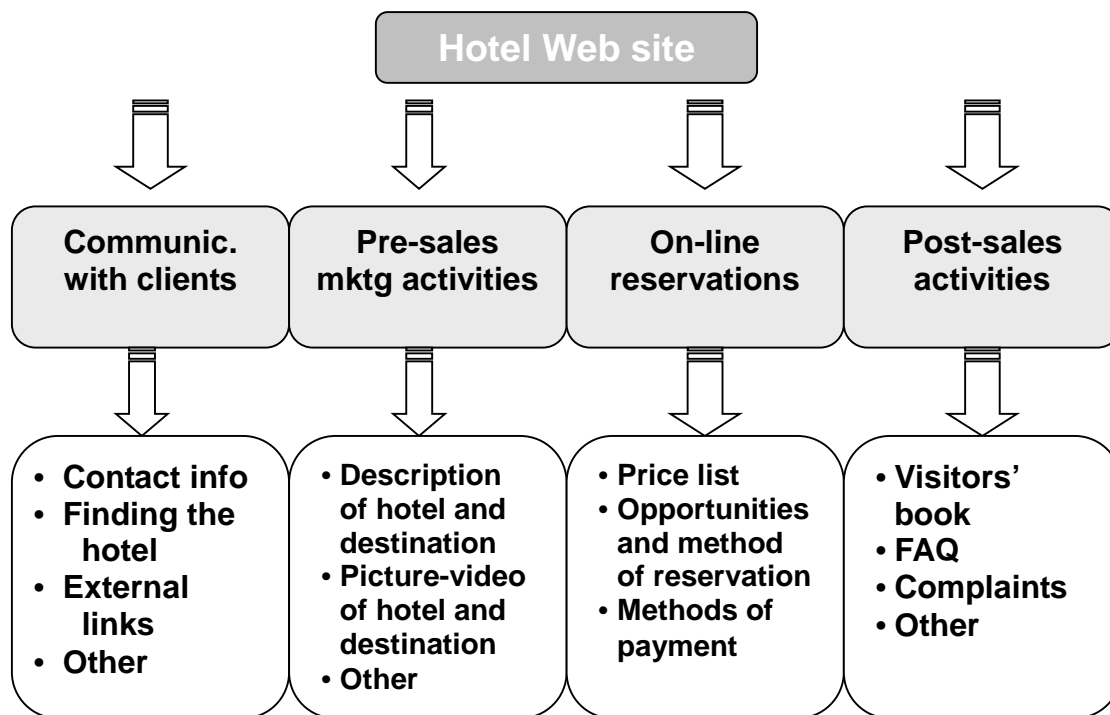 Hotel Web site
Communic.
with clients
Pre-sales
mktg activities
On-line
reservations
Post-sales
activities
• Contact info
• Finding the
hotel
• External
links
• Other
• Description
of hotel and
destination
• Picture-video
of hotel and
destination
• Other
• Price list
• Opportunities
and method
of reservation
• Methods of
payment
• Visitors’
book
• FAQ
• Complaints
• Other